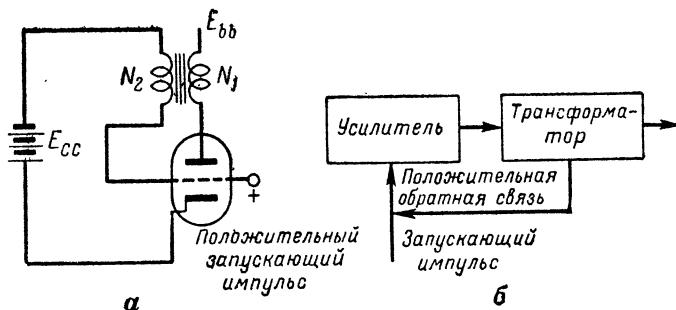 E_bb
N_2
N_1
E_cc
+
Положительный
запускающий
импульс
а
Усилитель
Трансформа-
тор
Положительная
обратная связь
Запускающий
импульс
б